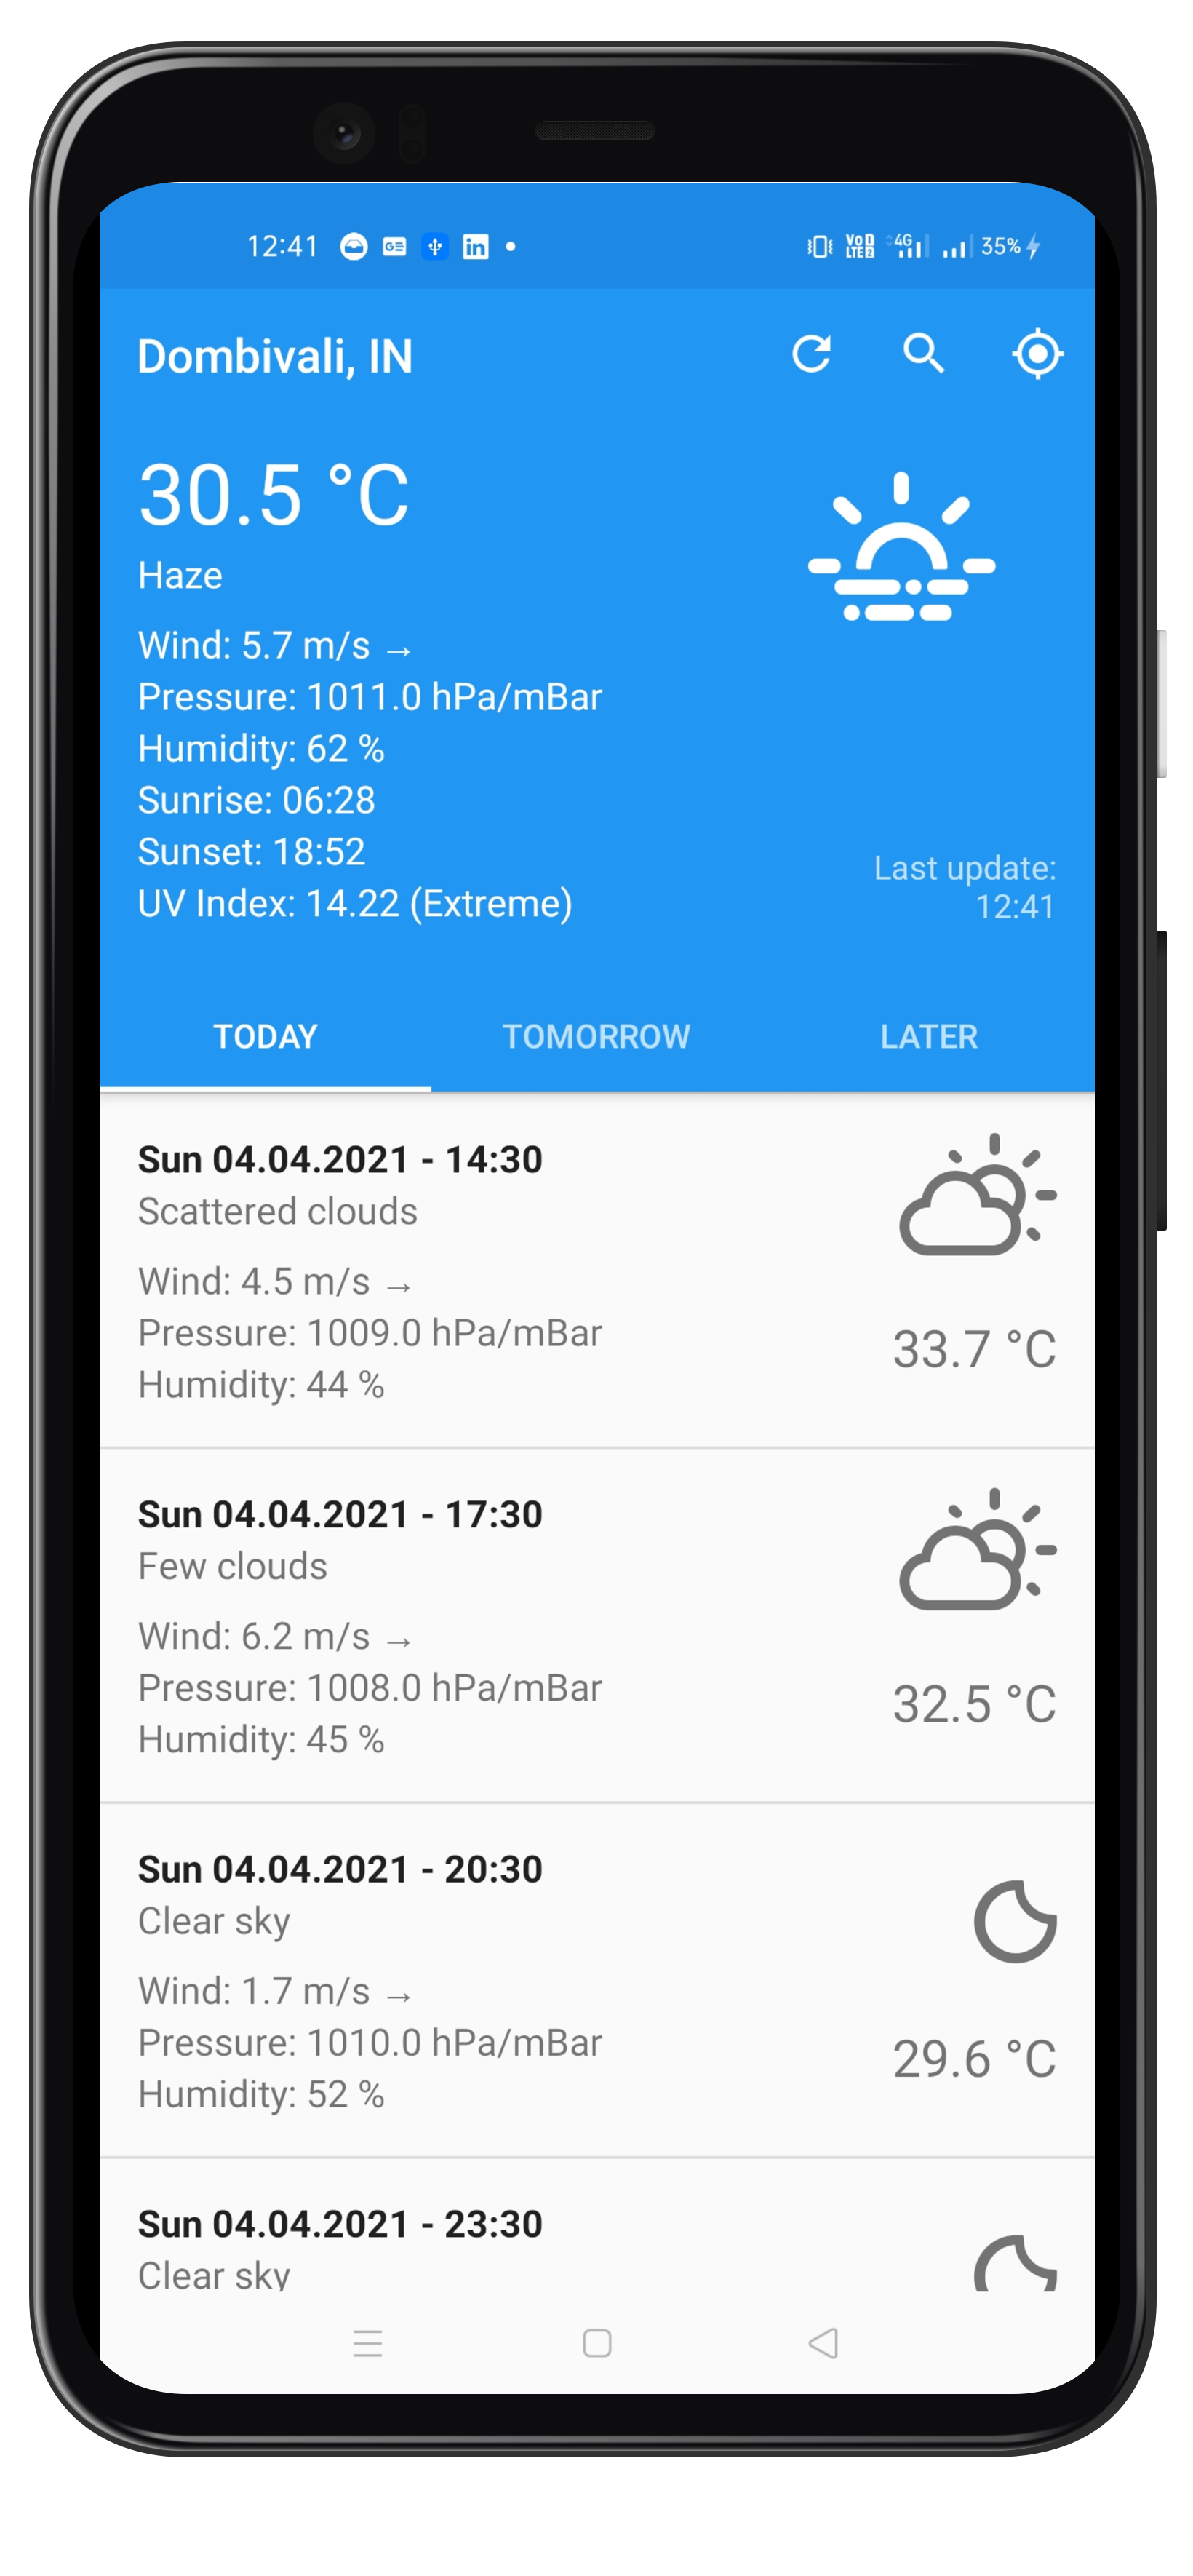 12:41 GE in VoD LTE2 4G 35%
Dombivali, IN
30.5 °C
Haze
Wind: 5.7 m/s →
Pressure: 1011.0 hPa/mBar
Humidity: 62 %
Sunrise: 06:28
Sunset: 18:52
UV Index: 14.22 (Extreme)
Last update:
12:41
TODAY TOMORROW LATER
Sun 04.04.2021 - 14:30
Scattered clouds
Wind: 4.5 m/s →
Pressure: 1009.0 hPa/mBar
Humidity: 44 %
33.7 °C
Sun 04.04.2021 - 17:30
Few clouds
Wind: 6.2 m/s →
Pressure: 1008.0 hPa/mBar
Humidity: 45 %
32.5 °C
Sun 04.04.2021 - 20:30
Clear sky
Wind: 1.7 m/s →
Pressure: 1010.0 hPa/mBar
Humidity: 52 %
29.6 °C
Sun 04.04.2021 - 23:30
Clear sky